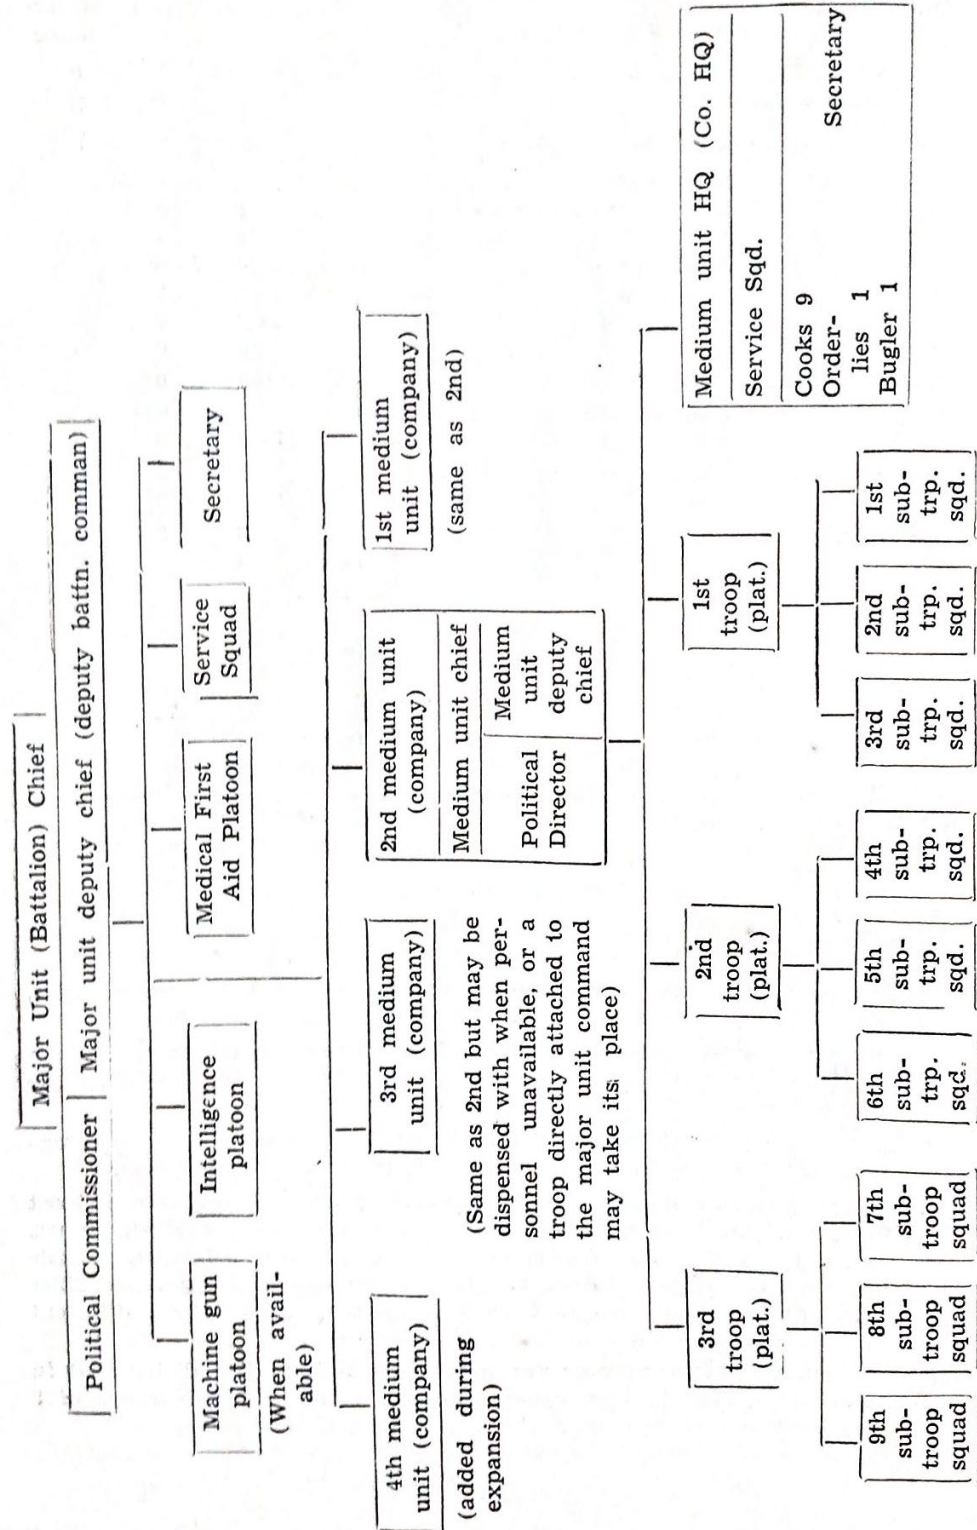 Major Unit (Battalion) Chief
Political Commissioner
Major unit deputy chief (deputy battn. comman)
Machine gun
platoon
(When avail-
able)
Intelligence
platoon
Medical First
Aid Platoon
Service
Squad
Secretary
4th medium
unit (company)
(added during
expansion)
3rd medium
unit (company)
(Same as 2nd but may be
dispensed with when per-
sonnel unavailable, or a
troop directly attached to
the major unit command
may take its place)
2nd medium unit
(company)
Medium unit chief
Political
Director
Medium
unit
deputy
chief
1st medium
unit (company)
(same as 2nd)
3rd
troop
(plat.)
2nd
troop
(plat.)
1st
troop
(plat.)
Medium unit HQ (Co. HQ)
Service Sqd.
Cooks 9
Order-
lies 1
Bugler 1
Secretary
9th
sub-
troop
squad
8th
sub-
troop
squad
7th
sub-
troop
squad
6th
sub-
trp.
sqd.
5th
sub-
trp.
sqd.
4th
sub-
trp.
sqd.
3rd
sub-
trp.
sqd.
2nd
sub-
trp.
sqd.
1st
sub-
trp.
sqd.